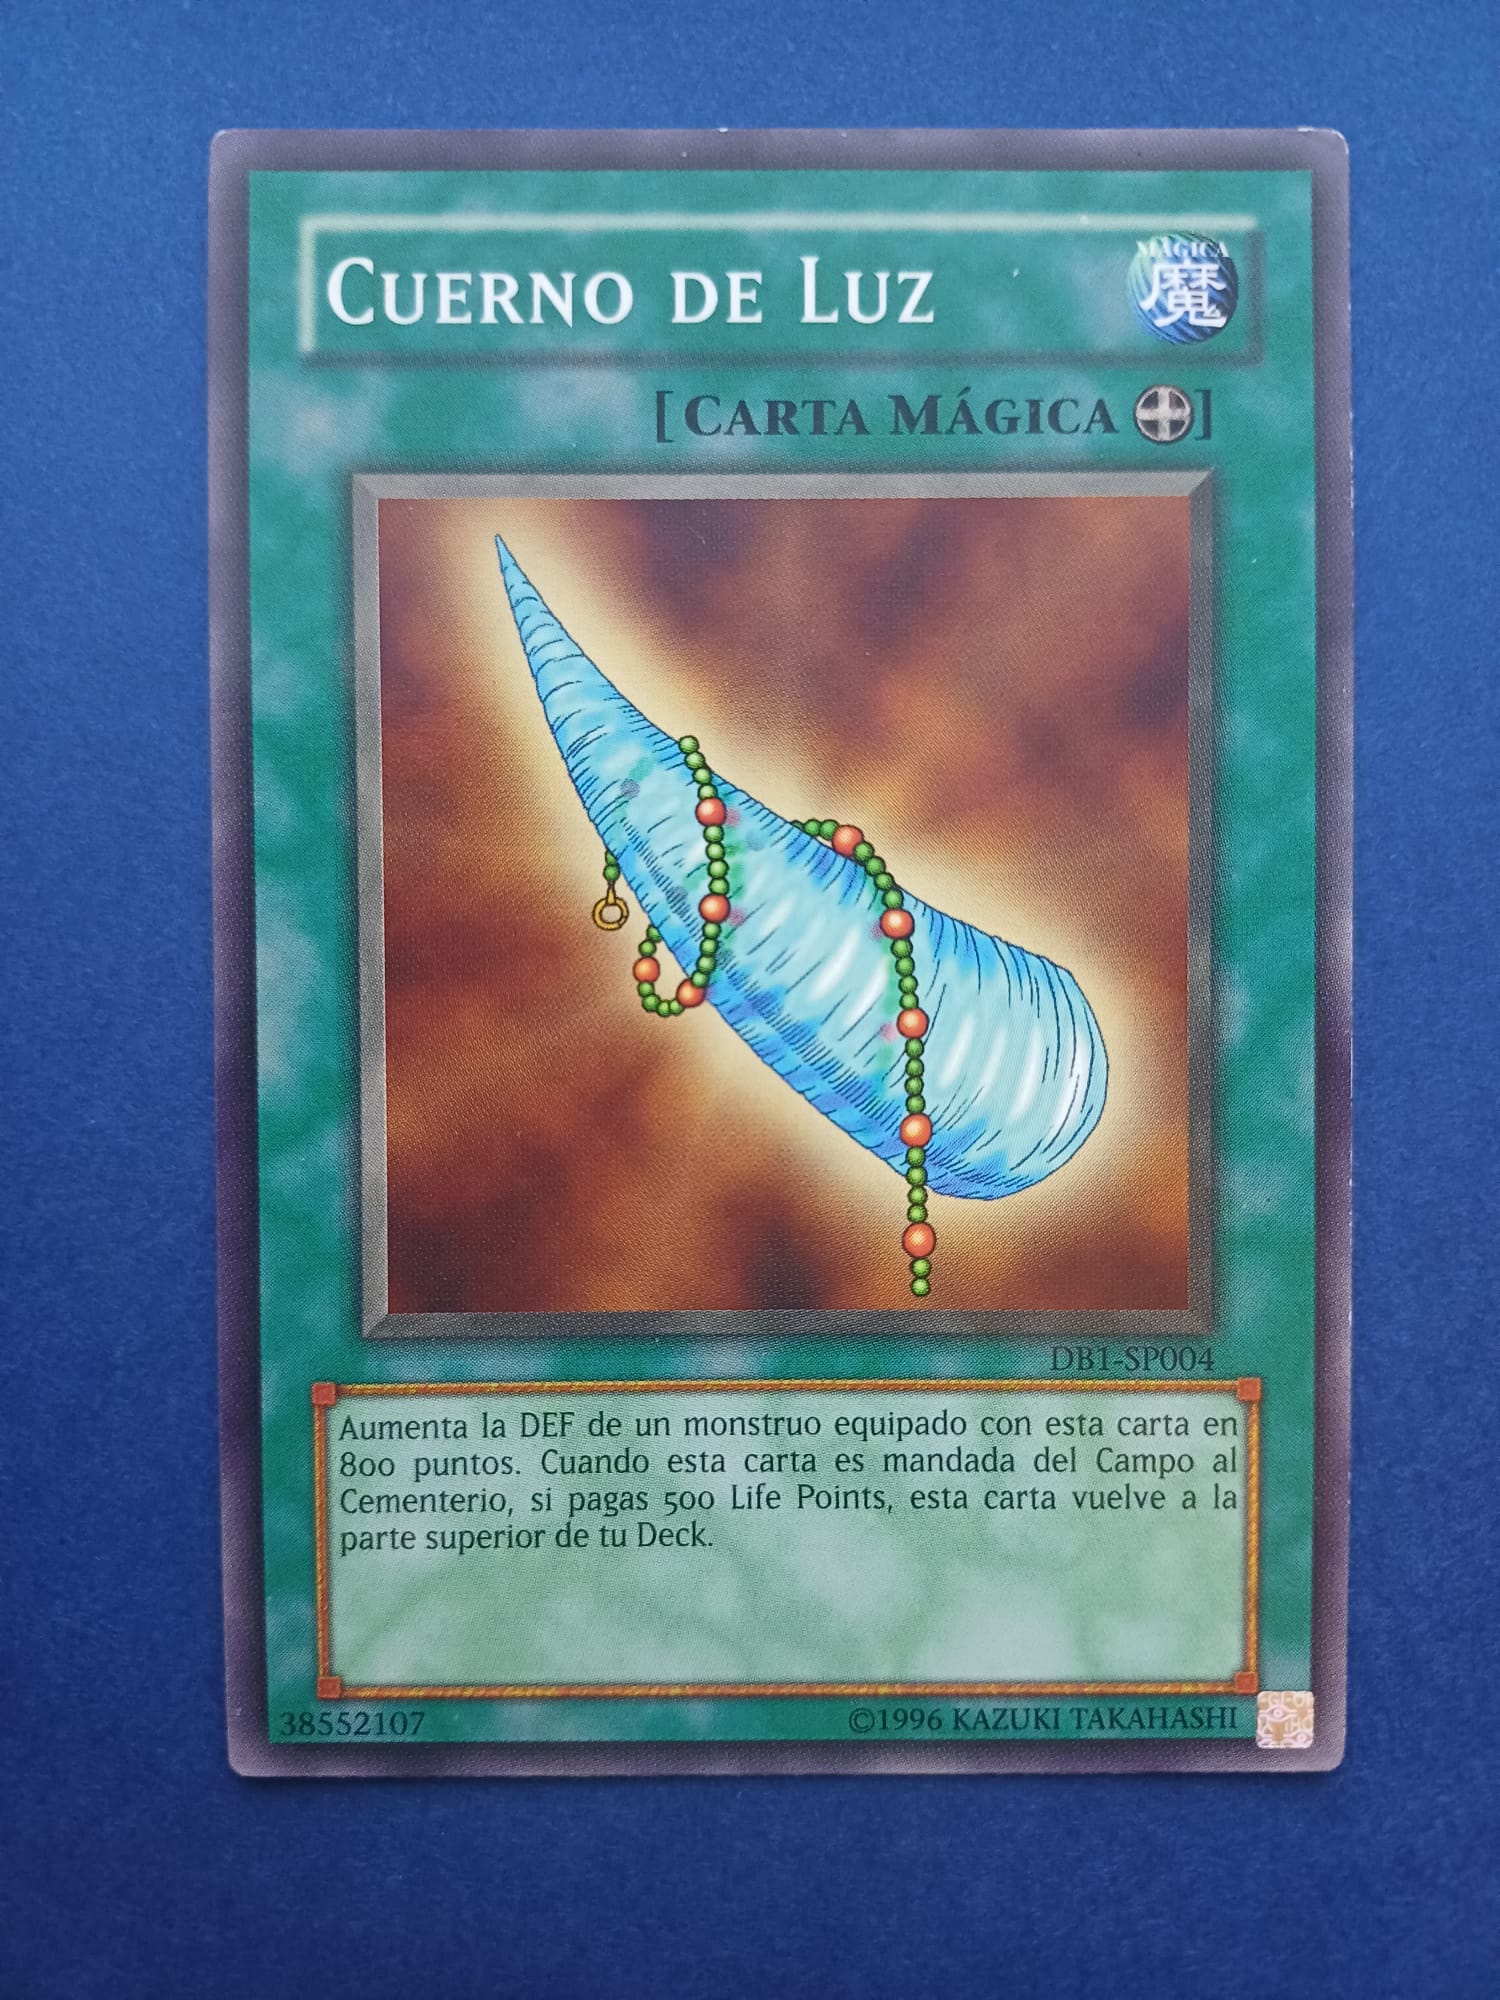 CUERNO DE LUZ
MÁGICA
魔
[CARTA MÁGICA]
DB1-SP004
Aumenta la DEF de un monstruo equipado con esta carta en
800 puntos. Cuando esta carta es mandada del Campo al
Cementerio, si pagas 500 Life Points, esta carta vuelve a la
parte superior de tu Deck.
38552107
©1996 KAZUKI TAKAHASHI